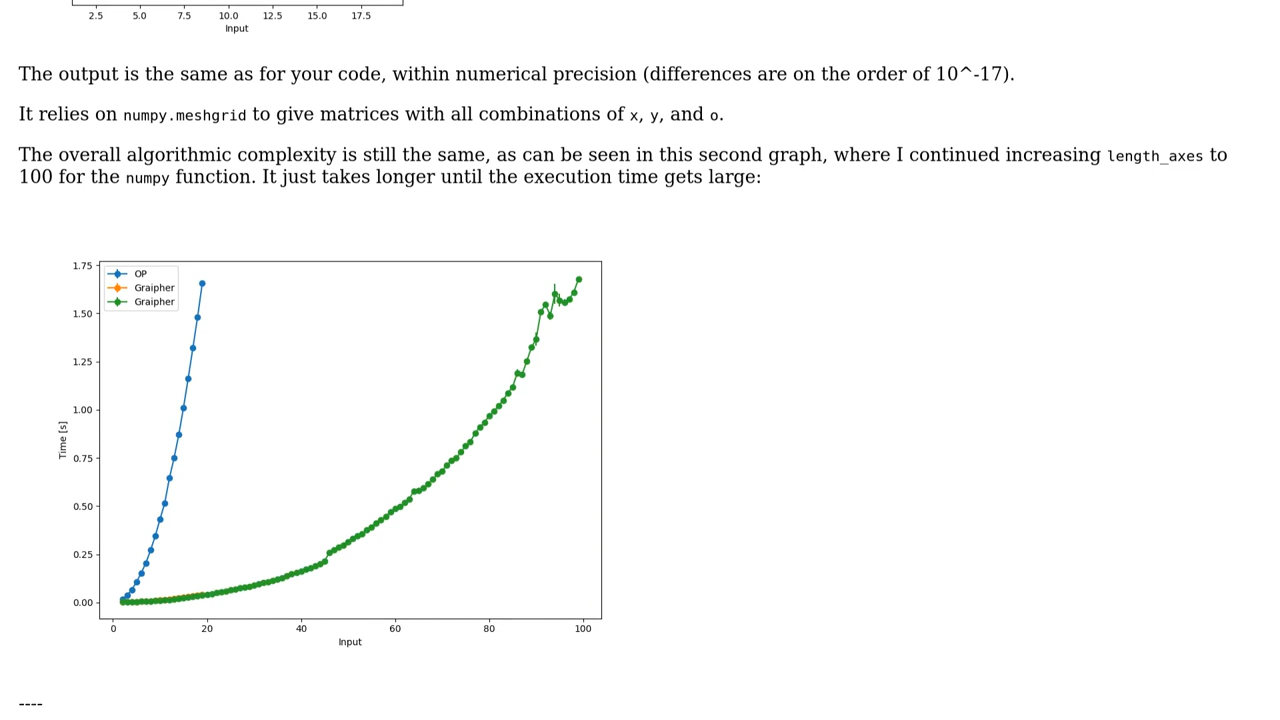 2.5 5.0 7.5 10.0 12.5 15.0 17.5
Input
The output is the same as for your code, within numerical precision (differences are on the order of 10^-17).
It relies on numpy.meshgrid to give matrices with all combinations of x, y, and o.
The overall algorithmic complexity is still the same, as can be seen in this second graph, where I continued increasing length_axes to
100 for the numpy function. It just takes longer until the execution time gets large:
OP
Graipher
Graipher
1.75
1.50
1.25
1.00
0.75
0.50
0.25
0.00
Time [s]
0 20 40 60 80 100
Input
----